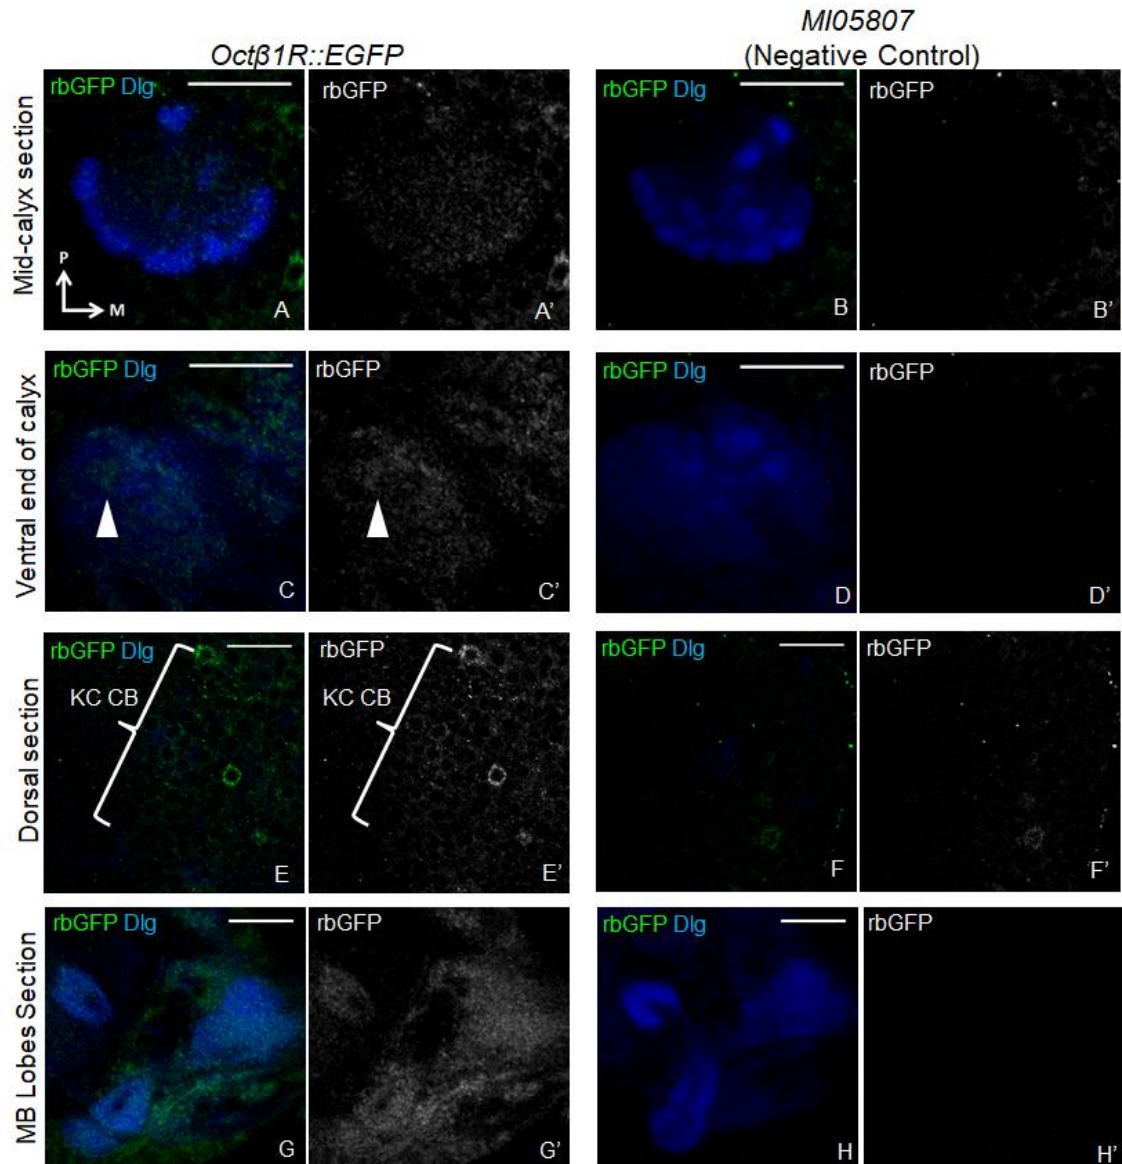 Octβ1R::EGFP
MI05807
(Negative Control)
Mid-calyx section
rbGFP Dlg
P
M
A
rbGFP
A'
rbGFP Dlg
B
rbGFP
B'
Ventral end of calyx
rbGFP Dlg
C
rbGFP
C'
rbGFP Dlg
D
rbGFP
D'
Dorsal section
rbGFP Dlg
KC CB
E
rbGFP
KC CB
E'
rbGFP Dlg
F
rbGFP
F'
MB Lobes Section
rbGFP Dlg
G
rbGFP
G'
rbGFP Dlg
H
rbGFP
H'